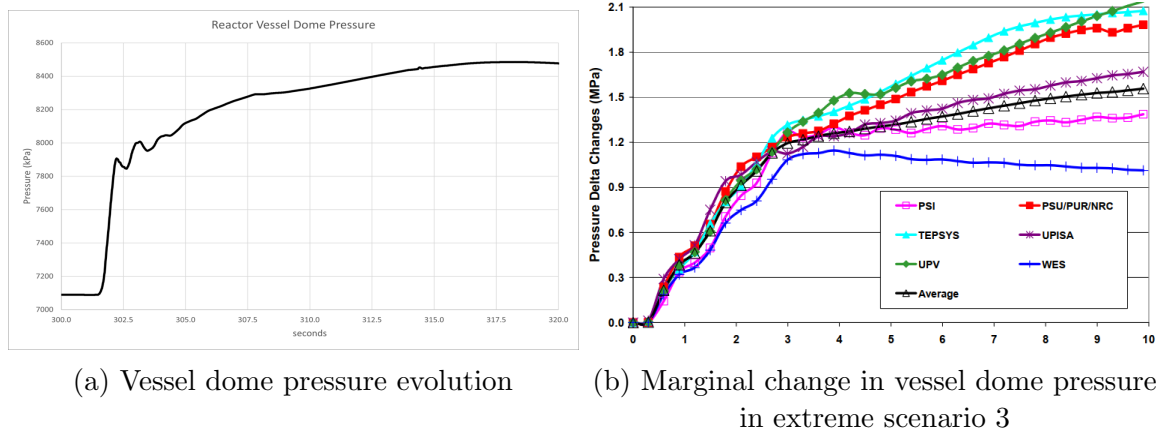 Reactor Vessel Dome Pressure
8600
8400
8200
8000
7800
7600
7400
7200
7000
Pressure (kPa)
300.0 302.5 305.0 307.5 310.0 312.5 315.0 317.5 320.0
seconds
(a) Vessel dome pressure evolution
2.1
1.8
1.5
1.2
0.9
0.6
0.3
0.0
Pressure Delta Changes (MPa)
PSI PSU/PUR/NRC
TEPSYS UPISA
UPV WES
Average
0 1 2 3 4 5 6 7 8 9 10
(b) Marginal change in vessel dome pressure
in extreme scenario 3